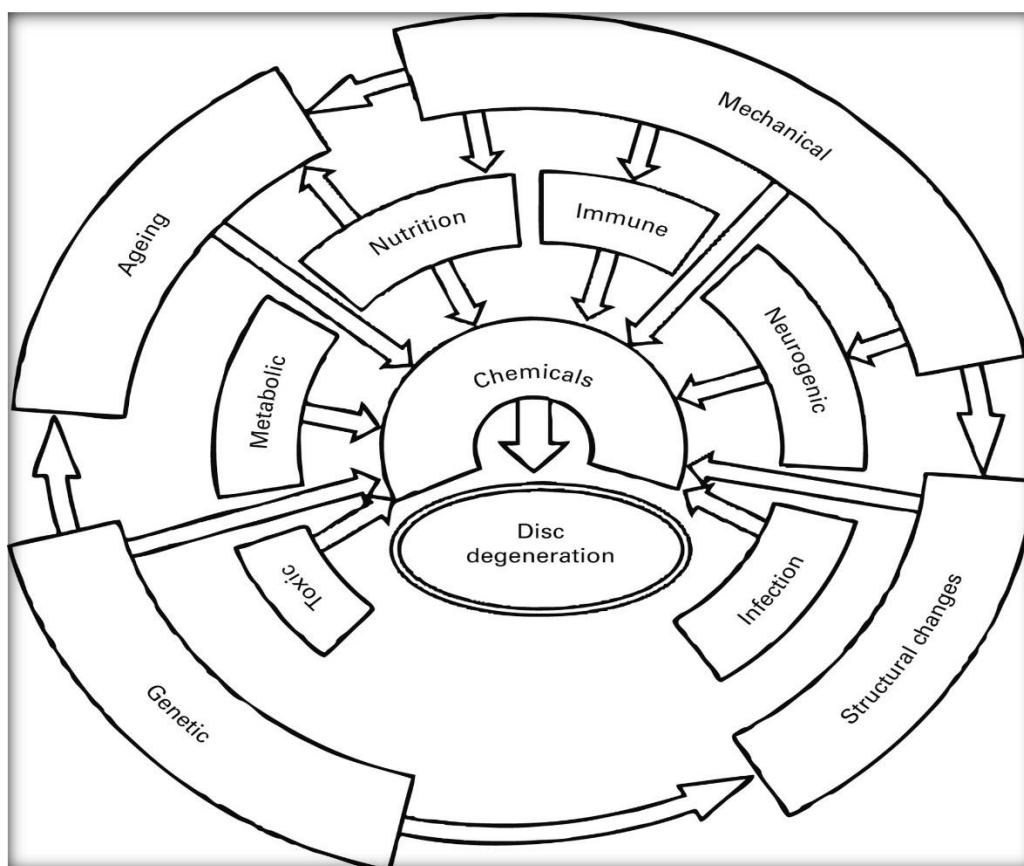 Mechanical
Ageing
Nutrition
Immune
Neurogenic
Metabolic
Chemicals
Toxic
Disc
degeneration
Infection
Genetic
Structural changes